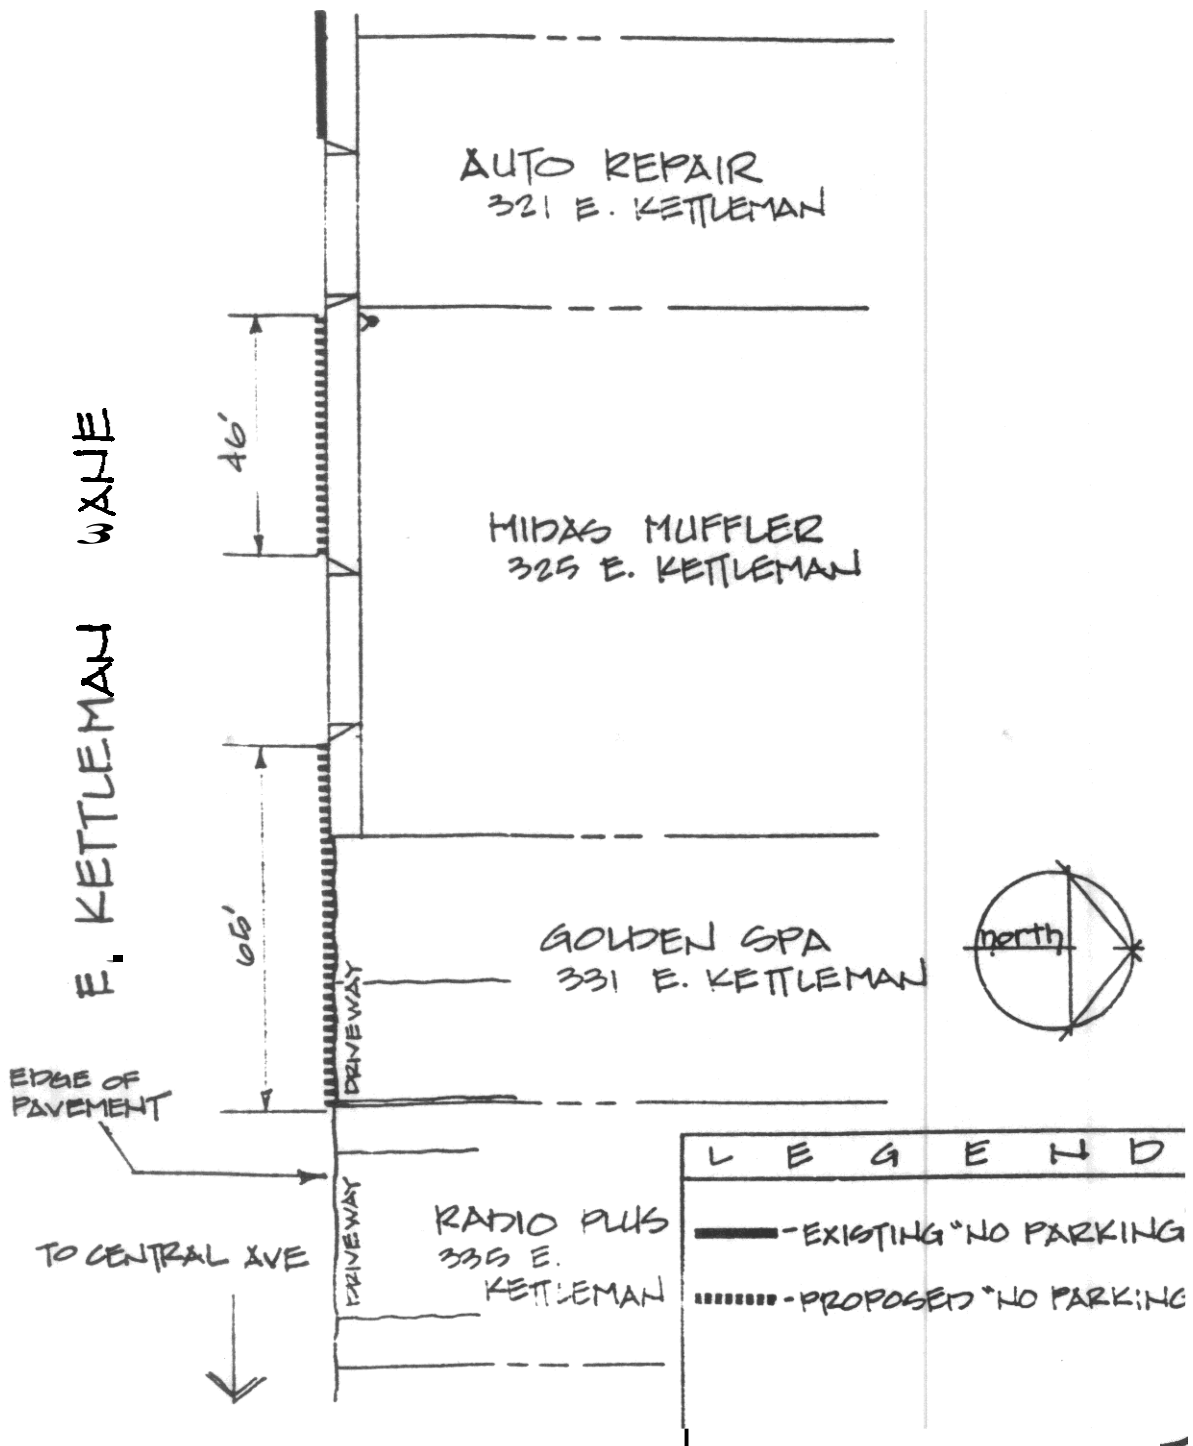 AUTO REPAIR
321 E. KETTLEMAN
46'
E. KETTLEMAN WANE
MIDAS MUFFLER
325 E. KETTLEMAN
65'
GOLDEN SPA
331 E. KETTLEMAN
DRIVEWAY
north
EDGE OF
PAVEMENT
LEGEND
RADIO PLUS
335 E.
KETTLEMAN
DRIVEWAY
- EXISTING "NO PARKING
TO CENTRAL AVE
- PROPOSED "NO PARKING